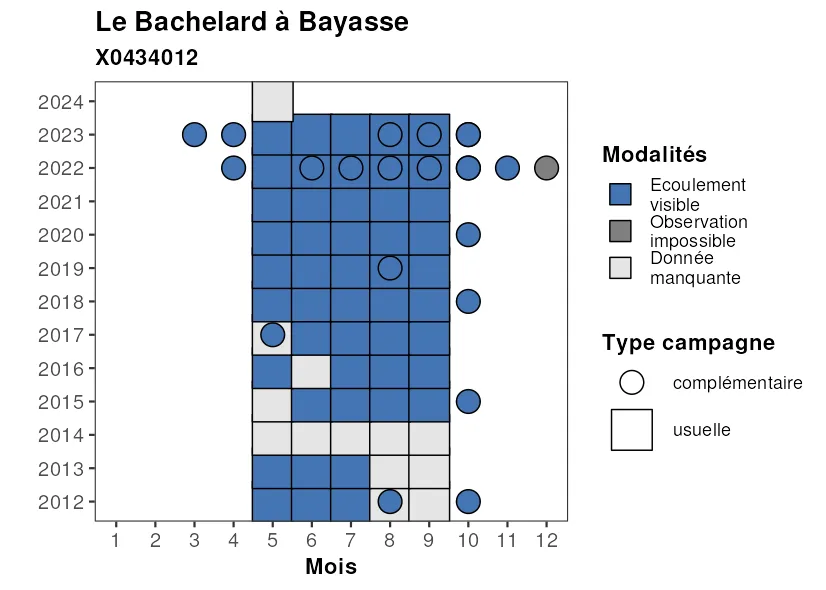 Le Bachelard à Bayasse
X0434012
2024
2023
2022
2021
2020
2019
2018
2017
2016
2015
2014
2013
2012
1 2 3 4 5 6 7 8 9 10 11 12
Mois
Modalités
Ecoulement
visible
Observation
impossible
Donnée
manquante
Type campagne
complémentaire
usuelle